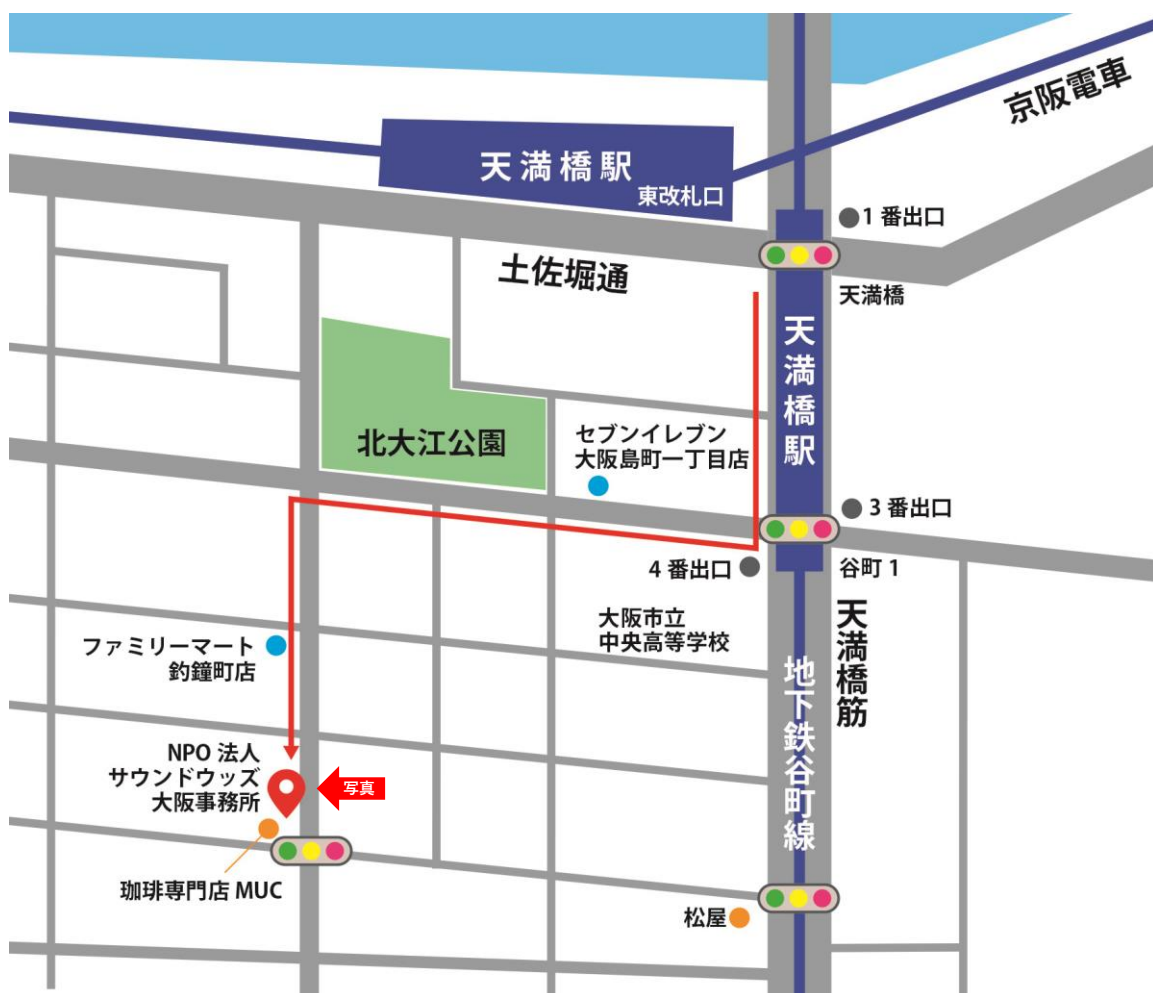 京阪電車
天満橋駅
東改札口
1番出口
土佐堀通
天満橋
天満橋駅
北大江公園
セブンイレブン
大阪島町一丁目店
3番出口
4番出口
谷町1
大阪市立
中央高等学校
天満橋筋
ファミリーマート
釣鐘町店
地下鉄谷町線
NPO法人
サウンドウッズ
大阪事務所
写真
珈琲専門店 MUC
松屋